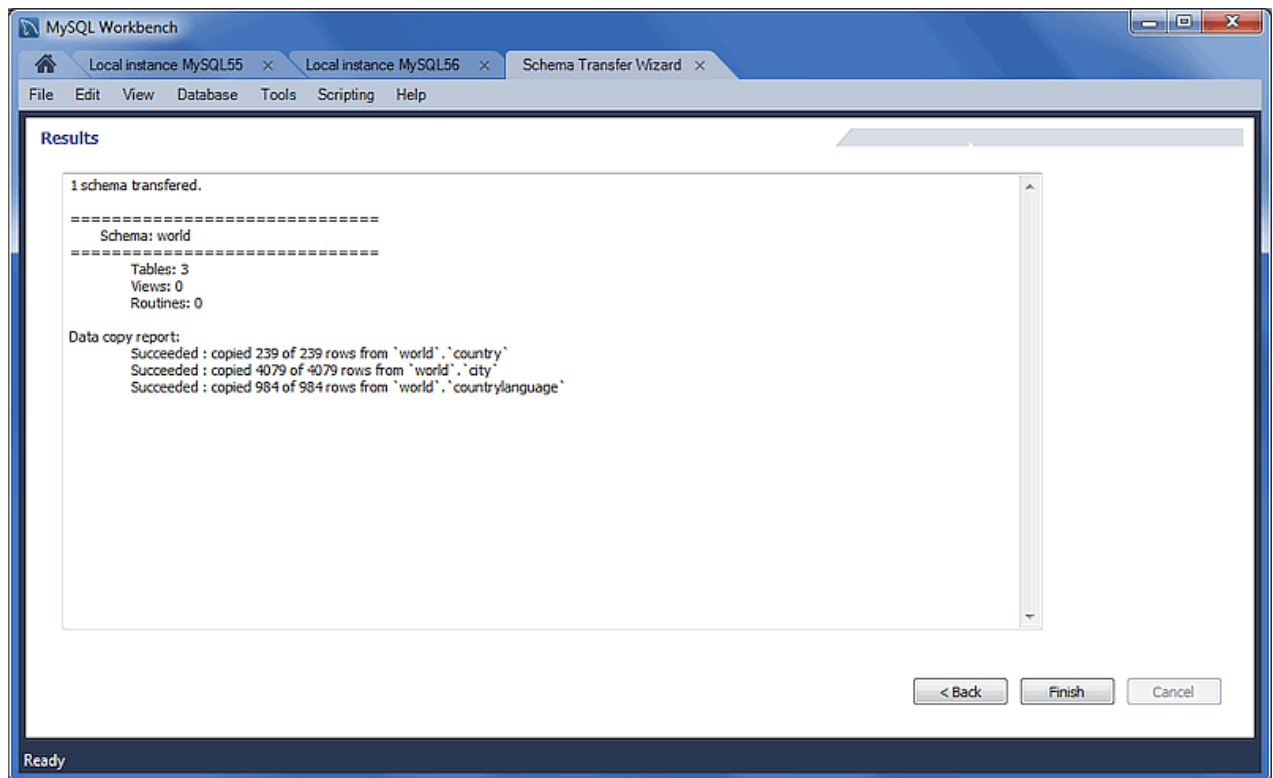 MySQL Workbench
Local instance MySQL55 × Local instance MySQL56 × Schema Transfer Wizard ×
File Edit View Database Tools Scripting Help
Results
1 schema transfered.
==============================
Schema: world
==============================
Tables: 3
Views: 0
Routines: 0
Data copy report:
Succeeded : copied 239 of 239 rows from `world`.`country`
Succeeded : copied 4079 of 4079 rows from `world`.`city`
Succeeded : copied 984 of 984 rows from `world`.`countrylanguage`
< Back Finish Cancel
Ready